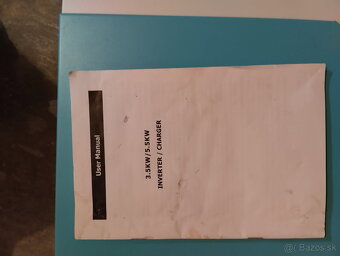 User Manual
3.5KW/5.5KW
INVERTER / CHARGER
bazos.sk